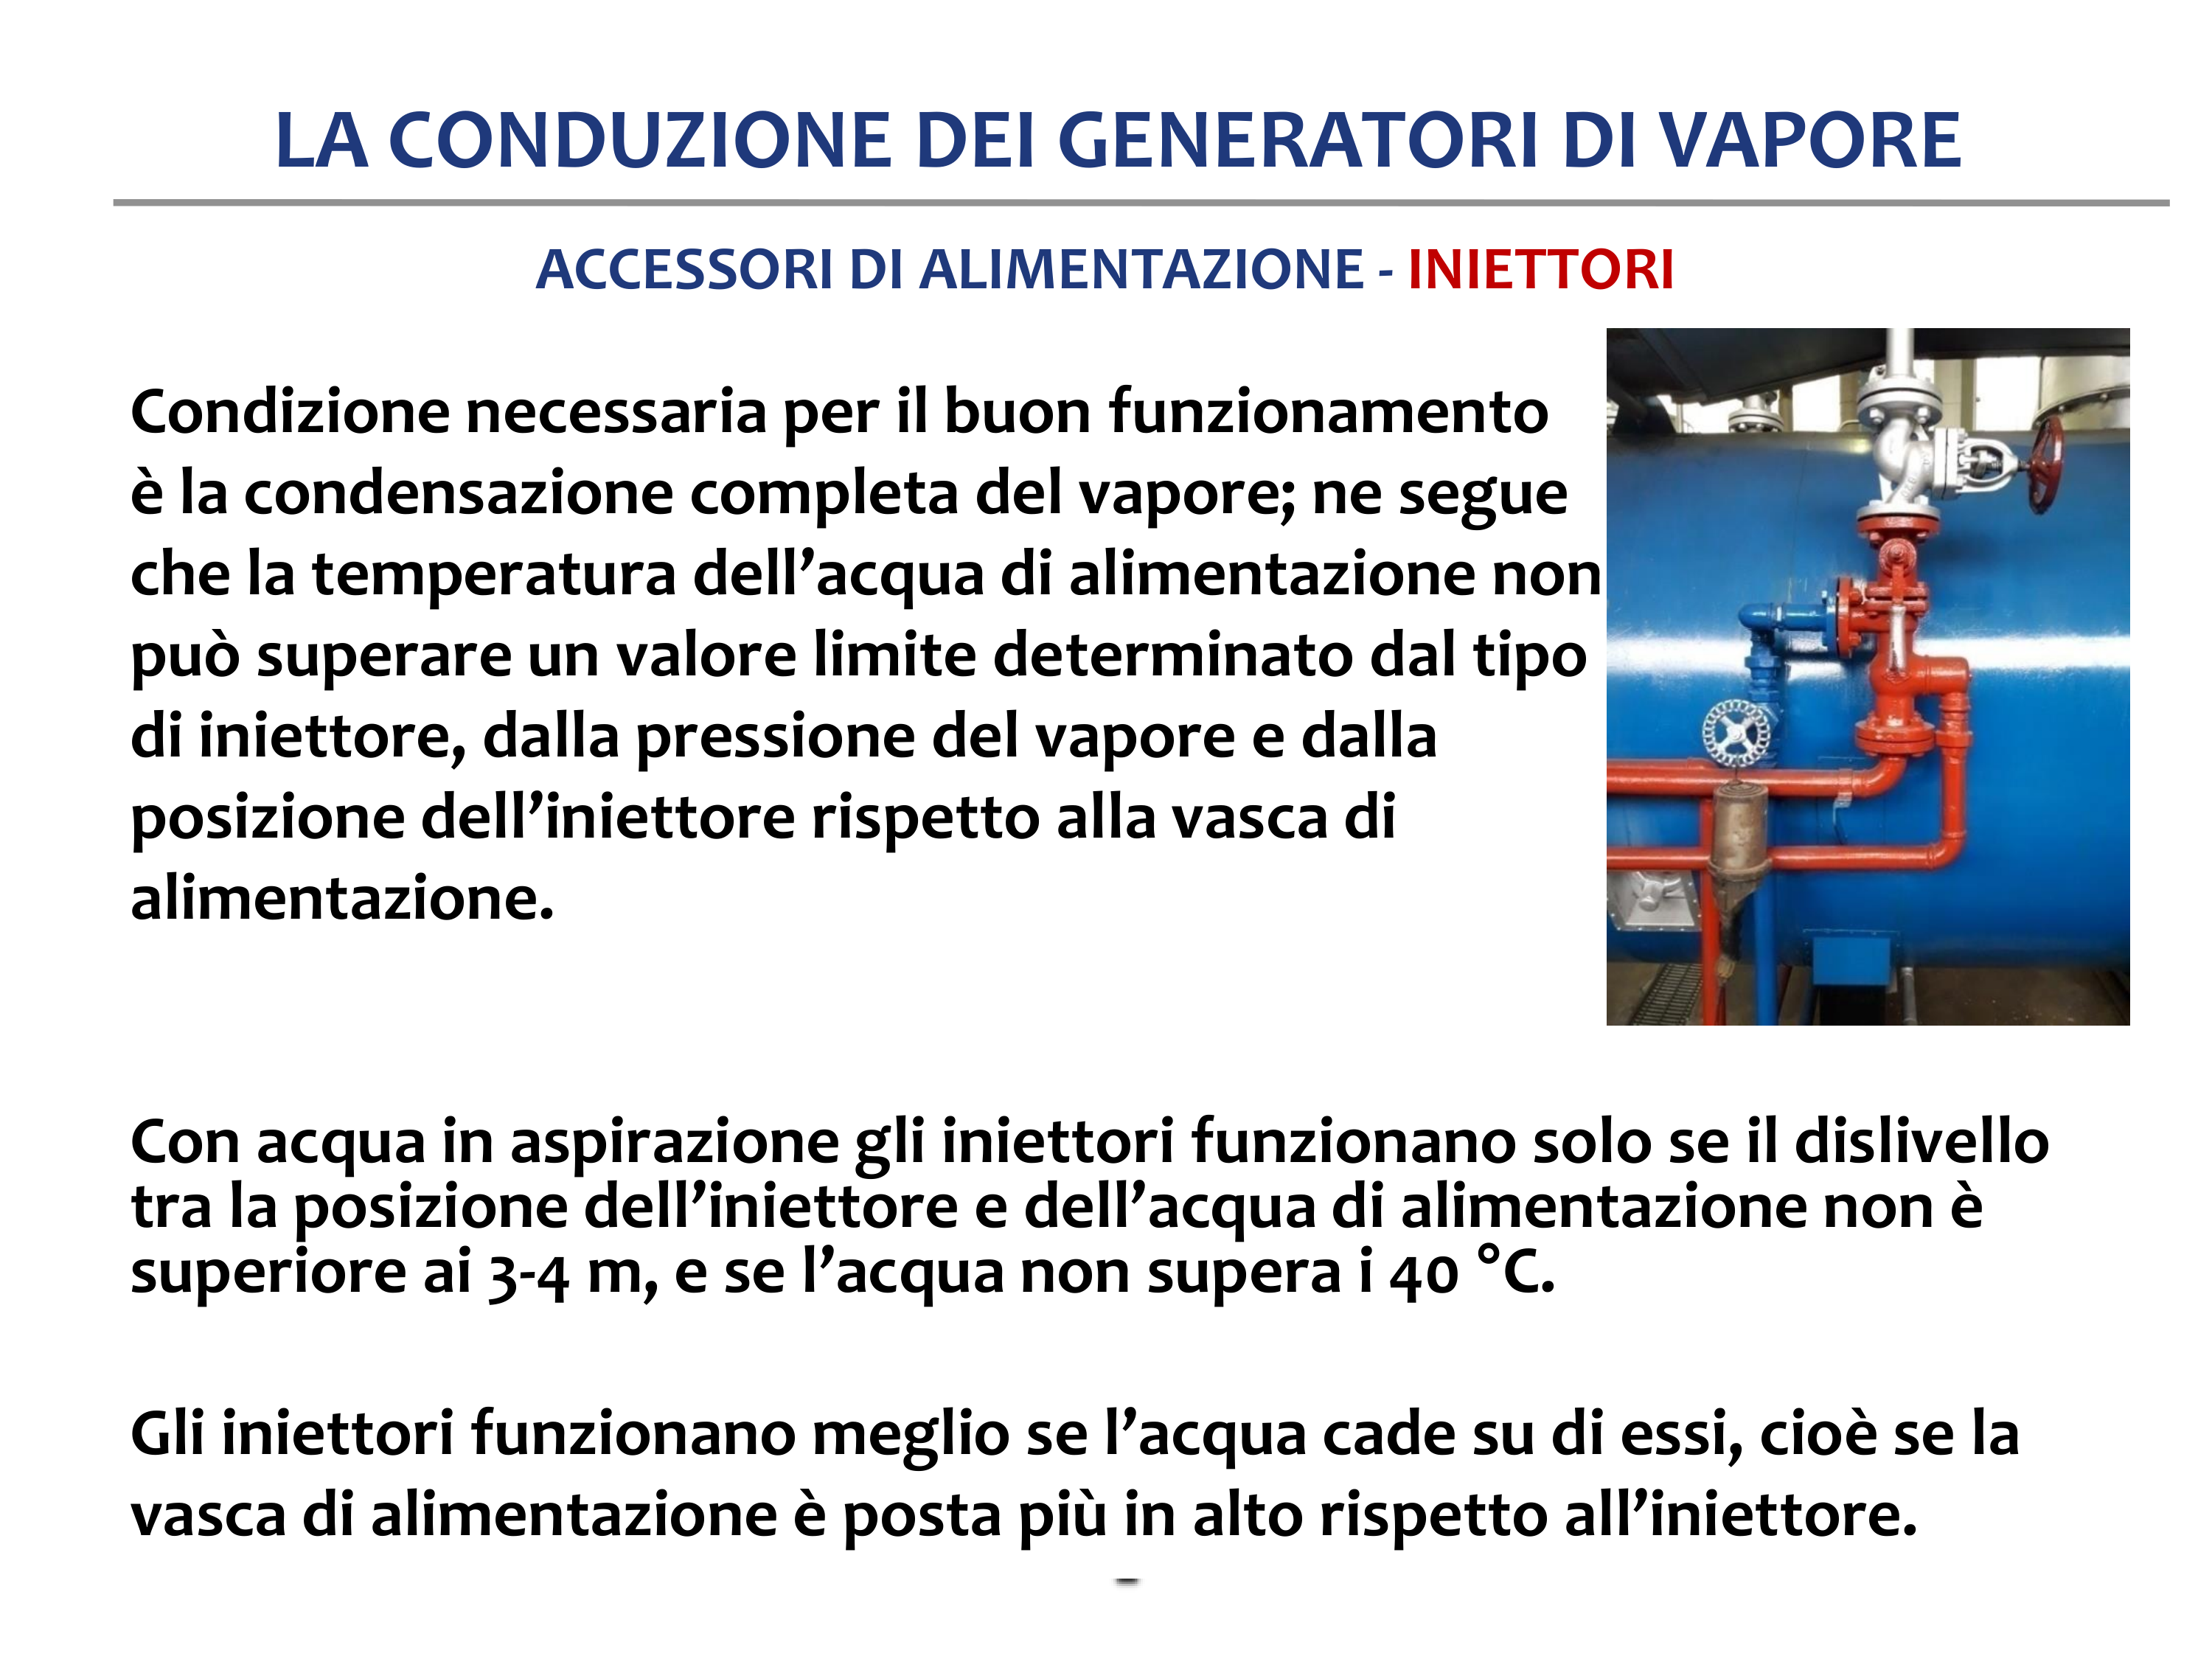 LA CONDUZIONE DEI GENERATORI DI VAPORE
ACCESSORI DI ALIMENTAZIONE - INIETTORI
Condizione necessaria per il buon funzionamento
è la condensazione completa del vapore; ne segue
che la temperatura dell’acqua di alimentazione non
può superare un valore limite determinato dal tipo
di iniettore, dalla pressione del vapore e dalla
posizione dell’iniettore rispetto alla vasca di
alimentazione.
Con acqua in aspirazione gli iniettori funzionano solo se il dislivello
tra la posizione dell’iniettore e dell’acqua di alimentazione non è
superiore ai 3-4 m, e se l’acqua non supera i 40 °C.
Gli iniettori funzionano meglio se l’acqua cade su di essi, cioè se la
vasca di alimentazione è posta più in alto rispetto all’iniettore.